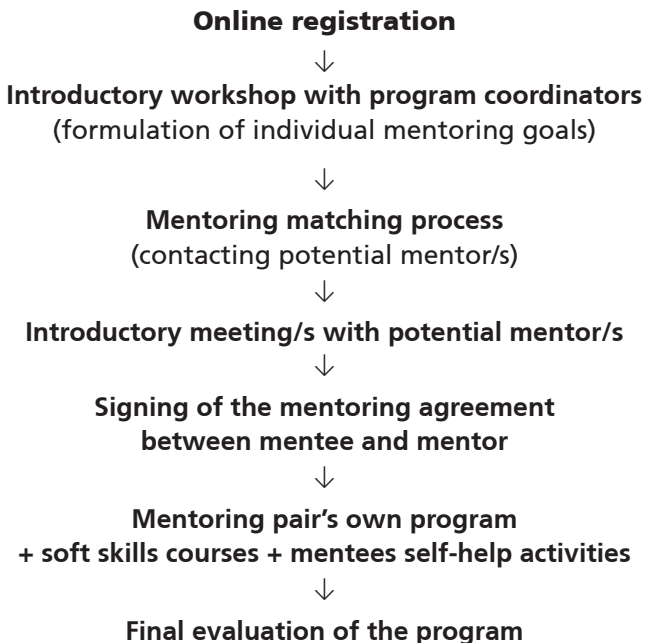 Online registration
↓
Introductory workshop with program coordinators
(formulation of individual mentoring goals)
↓
Mentoring matching process
(contacting potential mentor/s)
↓
Introductory meeting/s with potential mentor/s
↓
Signing of the mentoring agreement
between mentee and mentor
↓
Mentoring pair's own program
+ soft skills courses + mentees self-help activities
↓
Final evaluation of the program